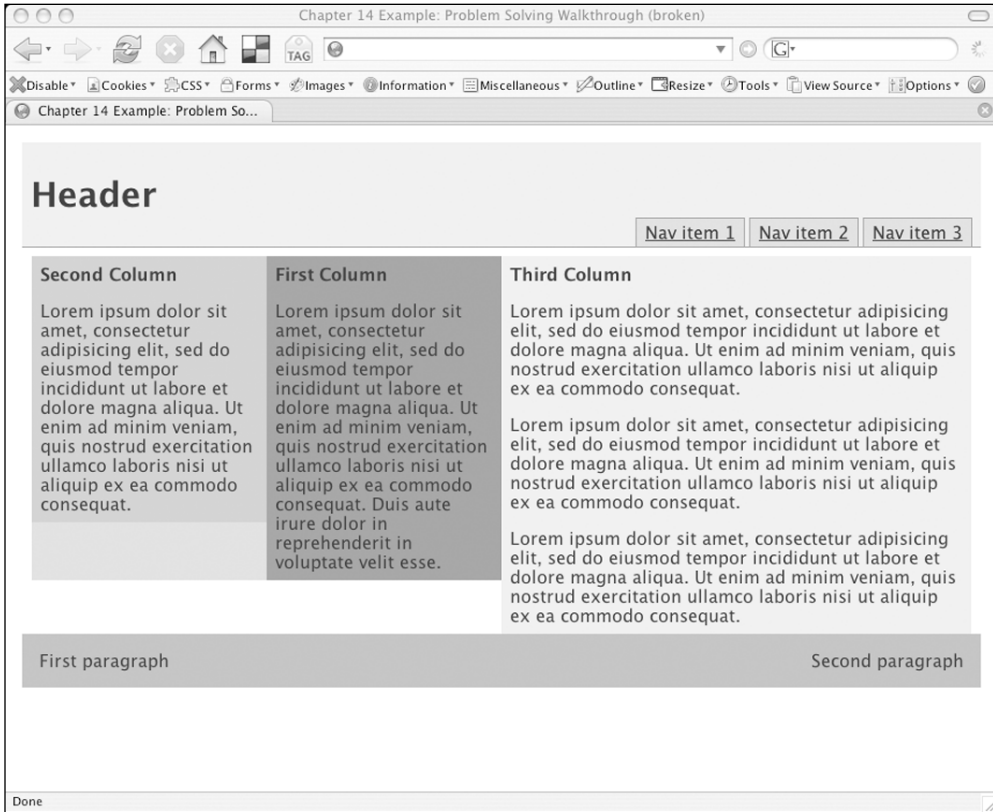 Chapter 14 Example: Problem Solving Walkthrough (broken)
TAG
G
Disable Cookies CSS Forms Images Information Miscellaneous Outline Resize Tools View Source Options
Chapter 14 Example: Problem So...
Header
Nav item 1 Nav item 2 Nav item 3
Second Column
Lorem ipsum dolor sit
amet, consectetur
adipisicing elit, sed do
eiusmod tempor
incididunt ut labore et
dolore magna aliqua. Ut
enim ad minim veniam,
quis nostrud exercitation
ullamco laboris nisi ut
aliquip ex ea commodo
consequat.
First Column
Lorem ipsum dolor sit
amet, consectetur
adipisicing elit, sed do
eiusmod tempor
incididunt ut labore et
dolore magna aliqua. Ut
enim ad minim veniam,
quis nostrud exercitation
ullamco laboris nisi ut
aliquip ex ea commodo
consequat. Duis aute
irure dolor in
reprehenderit in
voluptate velit esse.
Third Column
Lorem ipsum dolor sit amet, consectetur adipisicing
elit, sed do eiusmod tempor incididunt ut labore et
dolore magna aliqua. Ut enim ad minim veniam, quis
nostrud exercitation ullamco laboris nisi ut aliquip
ex ea commodo consequat.
Lorem ipsum dolor sit amet, consectetur adipisicing
elit, sed do eiusmod tempor incididunt ut labore et
dolore magna aliqua. Ut enim ad minim veniam, quis
nostrud exercitation ullamco laboris nisi ut aliquip
ex ea commodo consequat.
Lorem ipsum dolor sit amet, consectetur adipisicing
elit, sed do eiusmod tempor incididunt ut labore et
dolore magna aliqua. Ut enim ad minim veniam, quis
nostrud exercitation ullamco laboris nisi ut aliquip
ex ea commodo consequat.
First paragraph Second paragraph
Done